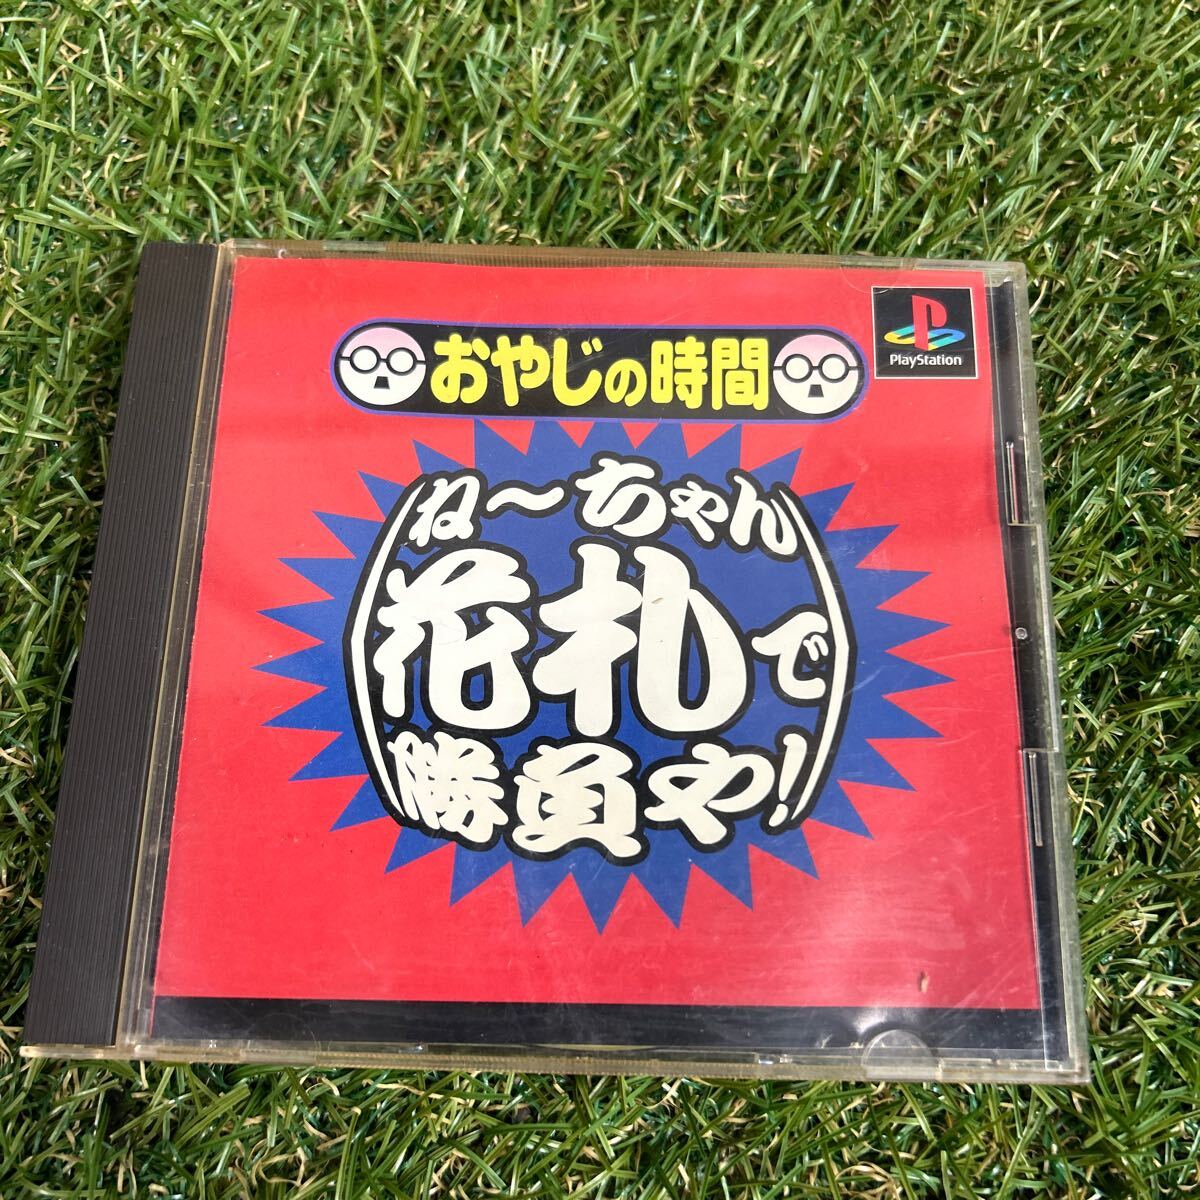 おやじの時間
PlayStation
ね～ちゃん
花札で
勝負や!